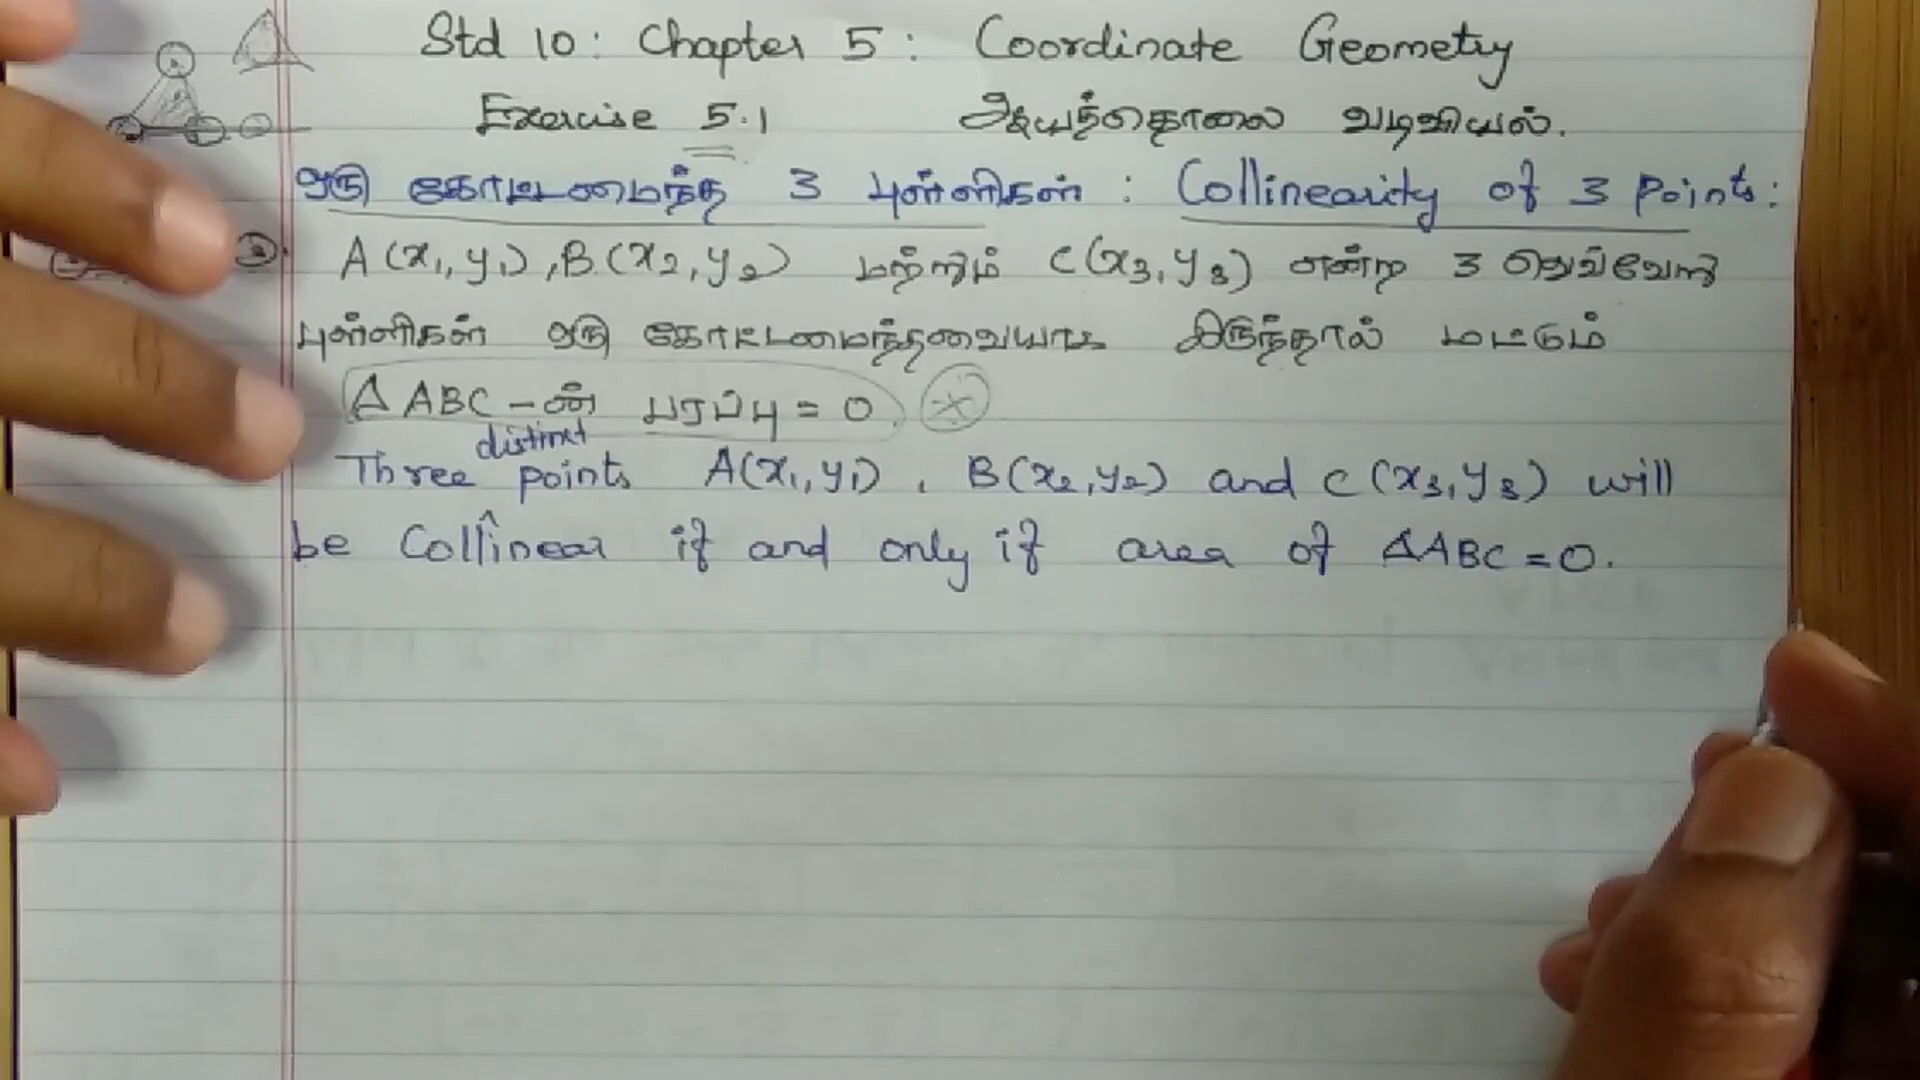 Std 10: Chapter 5: Coordinate Geometry
Exercise 5.1 ஆயத்தொலை வடிவியல்.
ஒரு கோட்டமைந்த 3 புள்ளிகள் : Collinearity of 3 Points:
A(x₁,y₁), B(x₂,y₂) மற்றும் C(x₃,y₃) என்ற 3 வெவ்வேறு
புள்ளிகள் ஒரு கோட்டமைந்தவையாக இருந்தால் மட்டும்
Δ ABC-ன் பரப்பு = 0.
distinct
Three points A(x₁,y₁), B(x₂,y₂) and C(x₃,y₃) will
be Collinear if and only if area of ΔABC = 0.